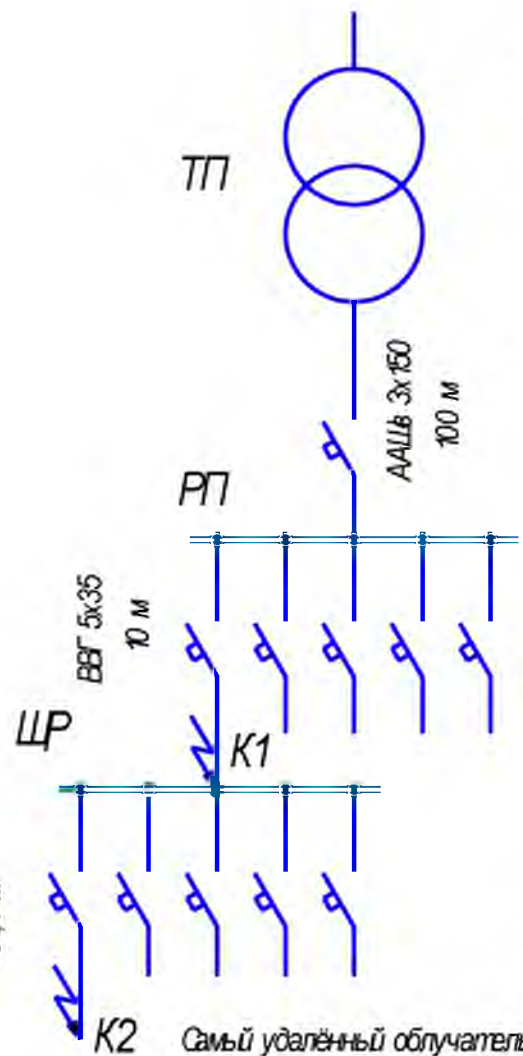 ТП
ААШв 3х150
100 м
РП
ВВГ 5х35
10 м
ЩР
К1
К2
Самый удалённый облучатель